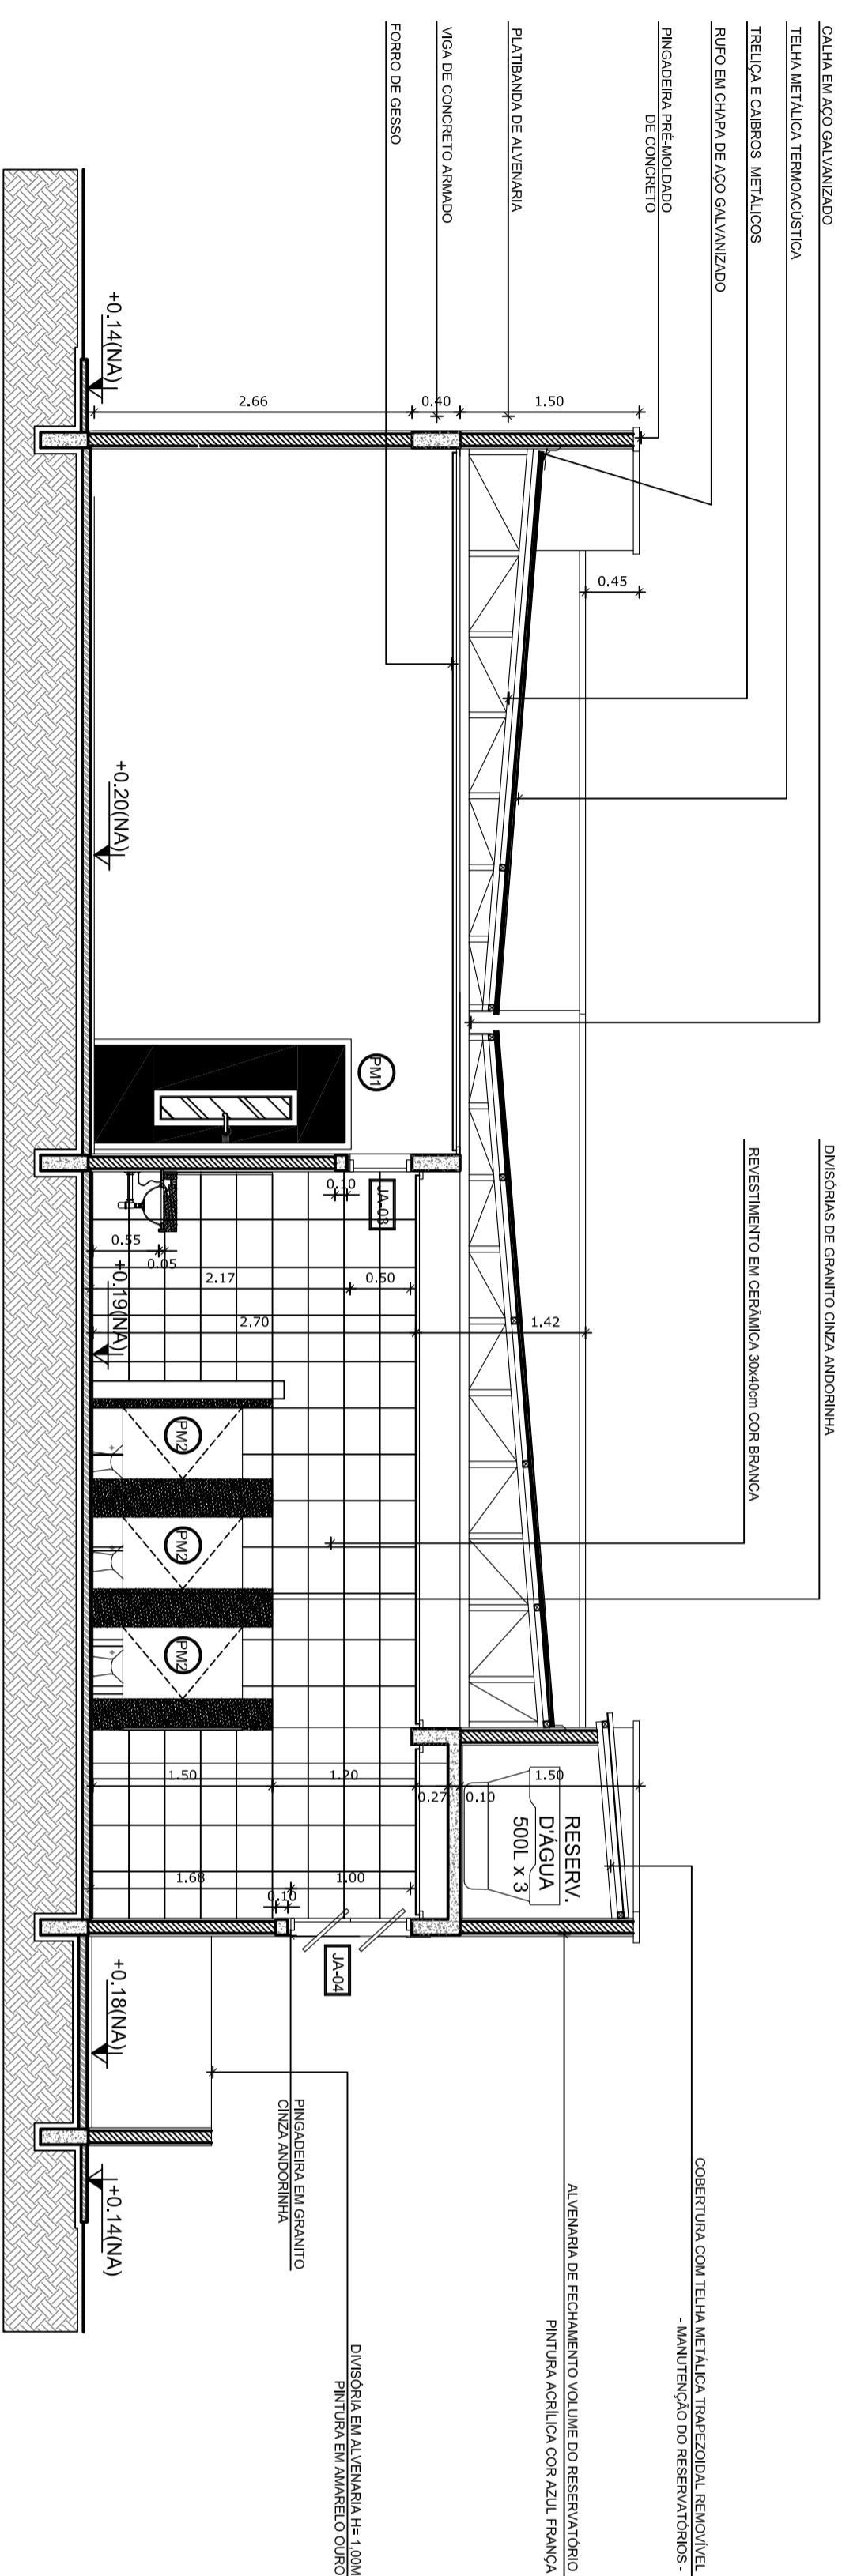 CALHA EM AÇO GALVANIZADO
TELHA METÁLICA TERMOACÚSTICA
TRELIÇA E CAIBROS METÁLICOS
RUFO EM CHAPA DE AÇO GALVANIZADO
PINGADEIRA PRÉ-MOLDADO
DE CONCRETO
PLATIBANDA DE ALVENARIA
VIGA DE CONCRETO ARMADO
FORRO DE GESSO
DIVISÓRIAS DE GRANITO CINZA ANDORINHA
REVESTIMENTO EM CERÂMICA 30x40cm COR BRANCA
COBERTURA COM TELHA METÁLICA TRAPEZOIDAL REMOVÍVEL
- MANUTENÇÃO DO RESERVATÓRIOS -
ALVENARIA DE FECHAMENTO VOLUME DO RESERVATÓRIO
PINTURA ACRÍLICA COR AZUL FRANÇA
DIVISÓRIA EM ALVENARIA H= 1,00M
PINTURA EM AMARELO OURO
PINGADEIRA EM GRANITO
CINZA ANDORINHA
RESERV.
D'ÁGUA
500L x 3
1.50
0.40
2.66
0.45
PM1
JA-03
0.10
0.55
0.05
2.17
0.50
2.70
1.42
PM2
PM2
PM2
1.50
1.20
0.27
0.10
1.50
1.68
1.00
0.10
JA-04
+0.14(NA)
+0.20(NA)
+0.19(NA)
+0.18(NA)
+0.14(NA)